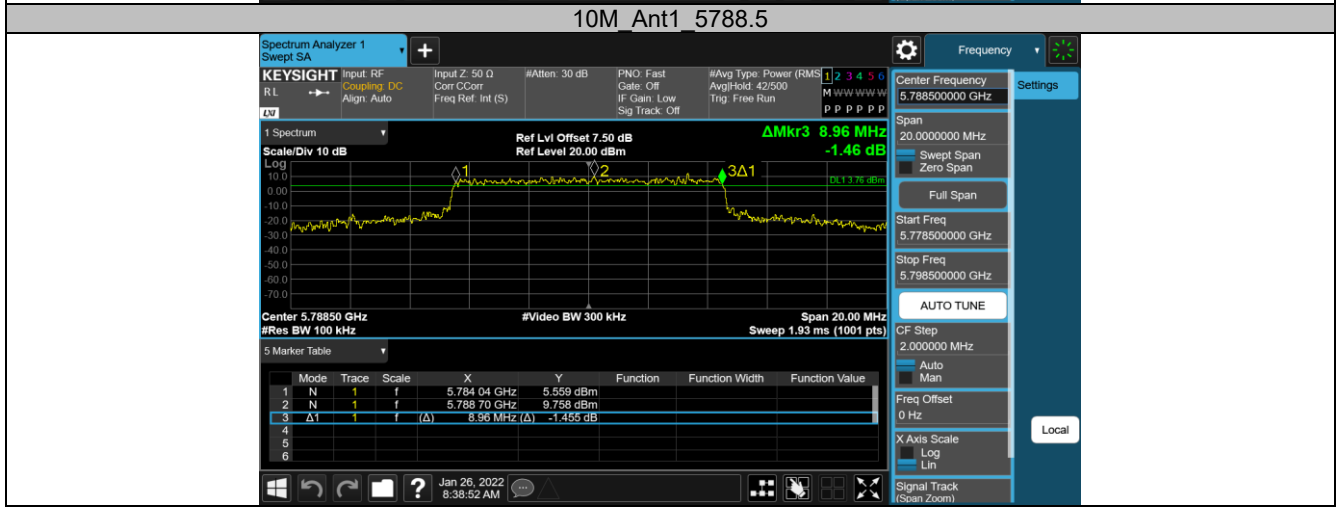 10M_Ant1_5788.5
Spectrum Analyzer 1
Swept SA
+
Frequency
KEYSIGHT
RL
LXI
Input: RF
Coupling: DC
Align: Auto
Input Z: 50 Ω
Corr CCorr
Freq Ref: Int (S)
#Atten: 30 dB
PNO: Fast
Gate: Off
IF Gain: Low
Sig Track: Off
#Avg Type: Power (RMS
Avg|Hold: 42/500
Trig: Free Run
1 2 3 4 5 6
M W W W W W
P P P P P P
1 Spectrum
Scale/Div 10 dB
Ref Lvl Offset 7.50 dB
Ref Level 20.00 dBm
ΔMkr3 8.96 MHz
-1.46 dB
Log
10.0
0.00
-10.0
-20.0
-30.0
-40.0
-50.0
-60.0
-70.0
1
2
3Δ1
DL1 3.76 dBm
Center 5.78850 GHz
#Video BW 300 kHz
Span 20.00 MHz
#Res BW 100 kHz
Sweep 1.93 ms (1001 pts)
5 Marker Table
Mode Trace Scale X Y Function Function Width Function Value
1 N 1 f 5.784 04 GHz 5.559 dBm
2 N 1 f 5.788 70 GHz 9.758 dBm
3 Δ1 1 f (Δ) 8.96 MHz (Δ) -1.455 dB
4
5
6
?
Jan 26, 2022
8:38:52 AM
Center Frequency
5.788500000 GHz
Settings
Span
20.0000000 MHz
Swept Span
Zero Span
Full Span
Start Freq
5.778500000 GHz
Stop Freq
5.798500000 GHz
AUTO TUNE
CF Step
2.000000 MHz
Auto
Man
Freq Offset
0 Hz
X Axis Scale
Log
Lin
Local
Signal Track
(Span Zoom)